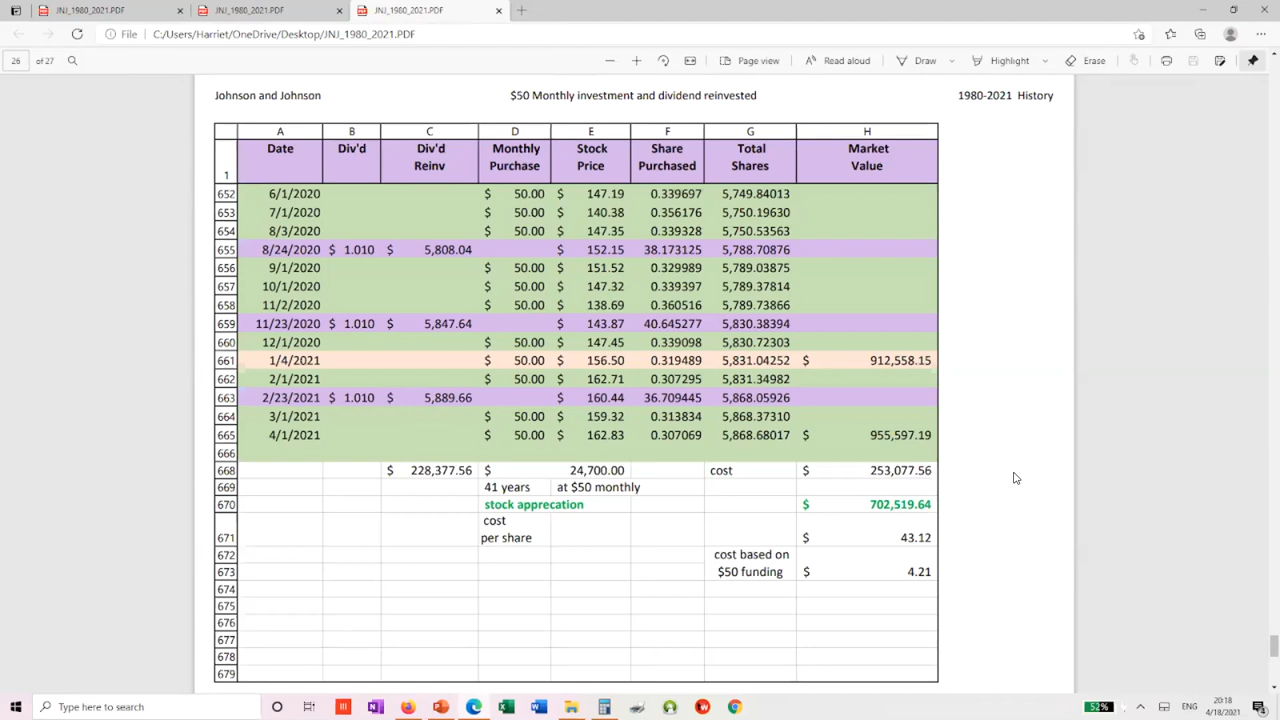 JNJ_1980_2021.PDF JNJ_1980_2021.PDF JNJ_1980_2021.PDF
File C:/Users/Harriet/OneDrive/Desktop/JNJ_1980_2021.PDF
26 of 27 Page view Read aloud Draw Highlight Erase
Johnson and Johnson $50 Monthly investment and dividend reinvested 1980-2021 History
A B C D E F G H
Date Div'd Div'd Monthly Stock Share Total Market
1 Reinv Purchase Price Purchased Shares Value
652 6/1/2020 $ 50.00 $ 147.19 0.339697 5,749.84013
653 7/1/2020 $ 50.00 $ 140.38 0.356176 5,750.19630
654 8/3/2020 $ 50.00 $ 147.35 0.339328 5,750.53563
655 8/24/2020 $ 1.010 $ 5,808.04 $ 152.15 38.173125 5,788.70876
656 9/1/2020 $ 50.00 $ 151.52 0.329989 5,789.03875
657 10/1/2020 $ 50.00 $ 147.32 0.339397 5,789.37814
658 11/2/2020 $ 50.00 $ 138.69 0.360516 5,789.73866
659 11/23/2020 $ 1.010 $ 5,847.64 $ 143.87 40.645277 5,830.38394
660 12/1/2020 $ 50.00 $ 147.45 0.339098 5,830.72303
661 1/4/2021 $ 50.00 $ 156.50 0.319489 5,831.04252 $ 912,558.15
662 2/1/2021 $ 50.00 $ 162.71 0.307295 5,831.34982
663 2/23/2021 $ 1.010 $ 5,889.66 $ 160.44 36.709445 5,868.05926
664 3/1/2021 $ 50.00 $ 159.32 0.313834 5,868.37310
665 4/1/2021 $ 50.00 $ 162.83 0.307069 5,868.68017 $ 955,597.19
666
668 $ 228,377.56 $ 24,700.00 cost $ 253,077.56
669 41 years at $50 monthly
670 stock apprecation $ 702,519.64
cost
671 per share $ 43.12
672 cost based on
673 $50 funding $ 4.21
674
675
676
677
678
679
Type here to search 52% ENG 20:18
4/18/2021 4